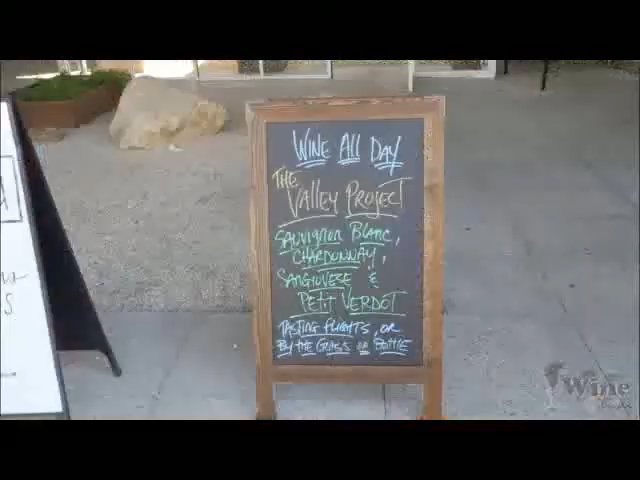 WINE ALL DAY
THE
VALLEY PROJECT
SAUVIGNON BLANC,
CHARDONNAY,
SANGIOVESE &
PETIT VERDOT
TASTING FLIGHTS, OR
BY THE GLASS OR BOTTLE
Wine